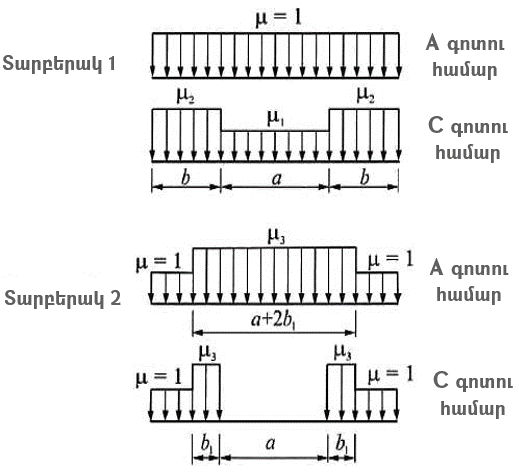 μ = 1
Տարբերակ 1
A գոտու
համար
μ₂
μ₁
μ₂
C գոտու
համար
b
a
b
μ₃
μ = 1
μ = 1
Տարբերակ 2
A գոտու
համար
a+2b₁
μ₃
μ₃
μ = 1
μ = 1
C գոտու
համար
b₁
a
b₁